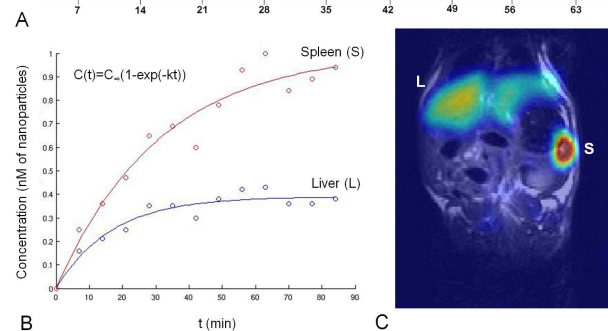 7 14 21 28 35 42 49 56 63
A
Spleen (S)
C(t)=C∞(1-exp(-kt))
Liver (L)
Concentration (nM of nanoparticles)
1
0.9
0.8
0.7
0.6
0.5
0.4
0.3
0.2
0.1
0
0 10 20 30 40 50 60 70 80 90
t (min)
B
L
S
C